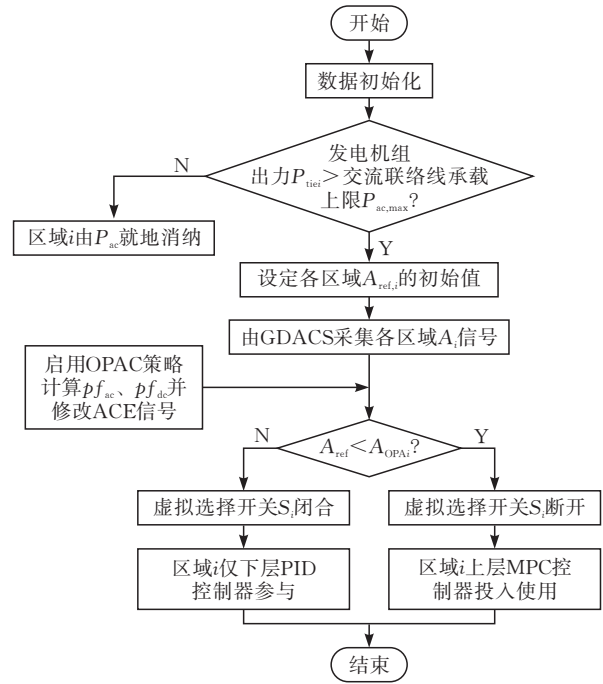 开始
数据初始化
发电机组
出力P_tiei＞交流联络线承载
上限P_ac,max?
N
Y
区域i由P_ac就地消纳
设定各区域A_ref,i的初始值
由GDACS采集各区域A_i信号
启用OPAC策略
计算pf_ac、pf_dc并
修改ACE信号
A_ref＜A_OPAi?
N
Y
虚拟选择开关S_i闭合
虚拟选择开关S_i断开
区域i仅下层PID
控制器参与
区域i上层MPC控
制器投入使用
结束